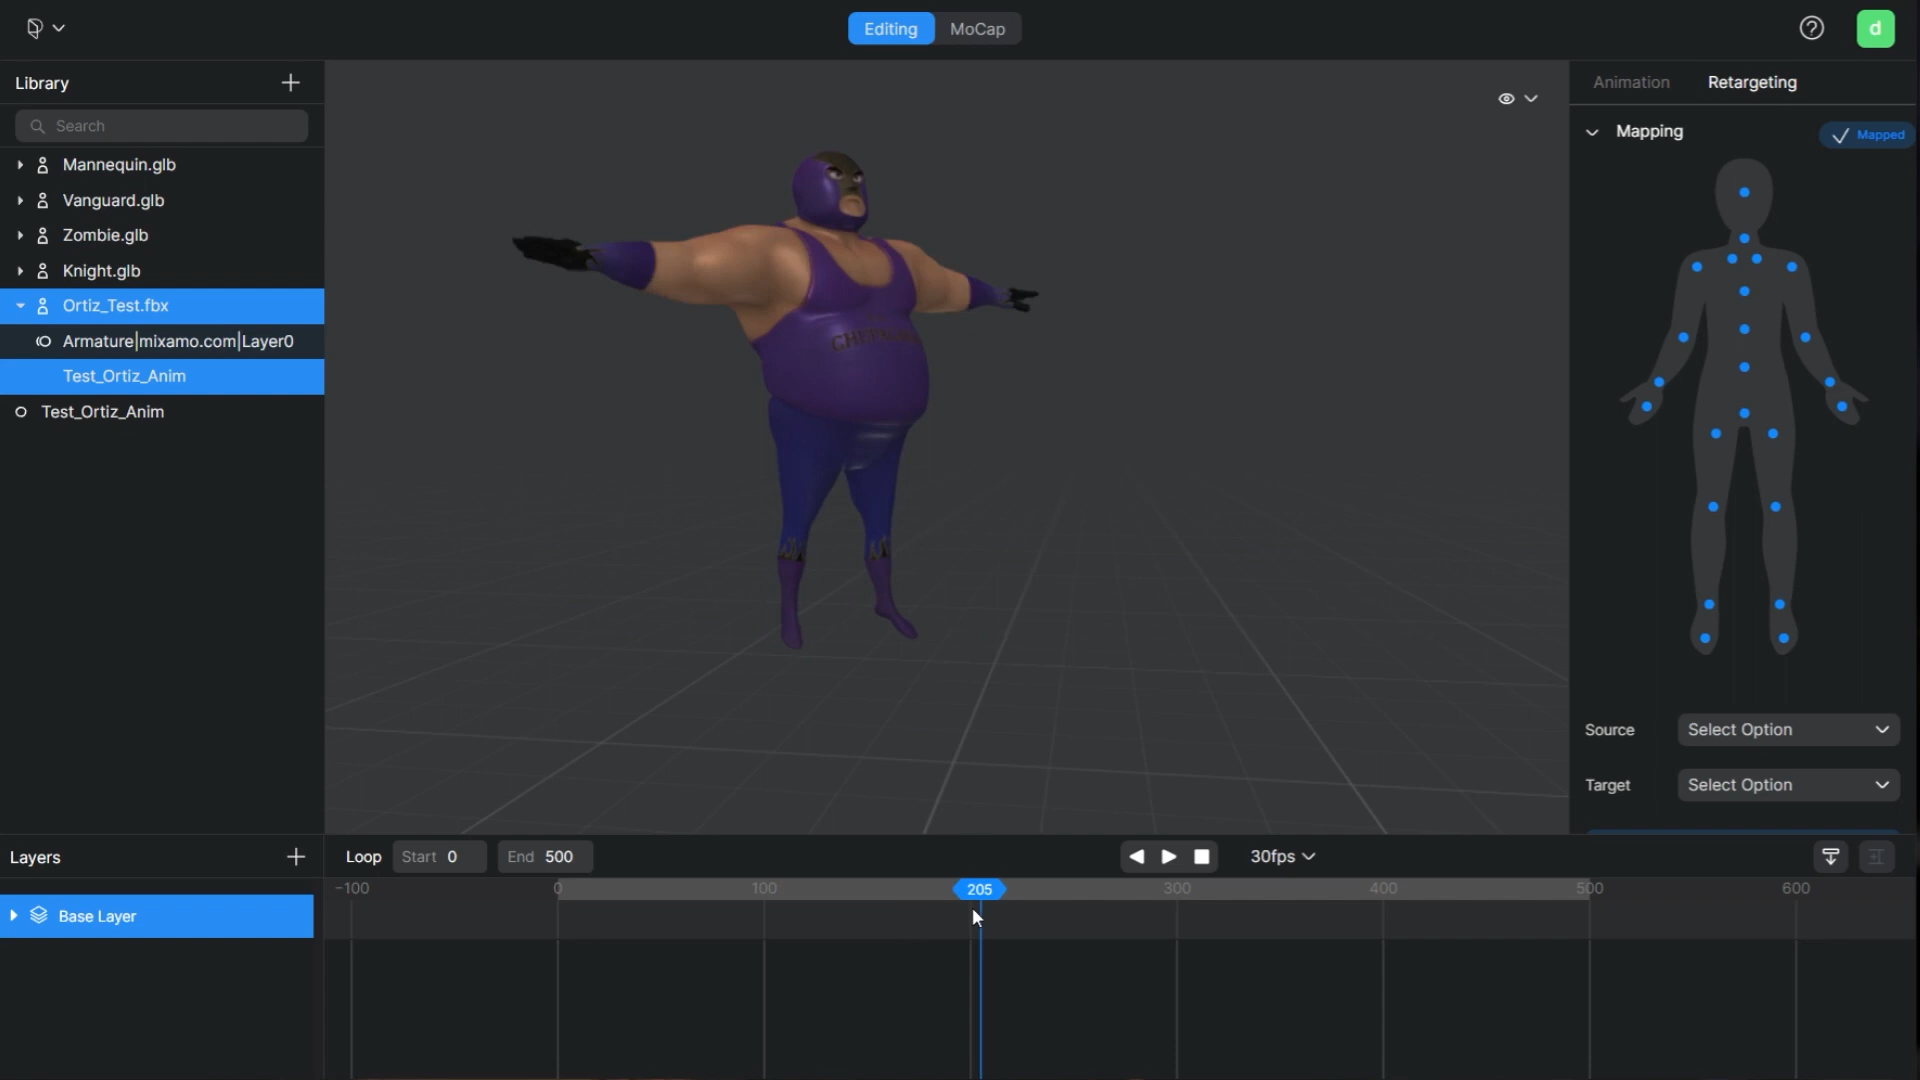 Editing
MoCap
d
Library
Search
Mannequin.glb
Vanguard.glb
Zombie.glb
Knight.glb
Ortiz_Test.fbx
Armature|mixamo.com|Layer0
Test_Ortiz_Anim
Test_Ortiz_Anim
Animation
Retargeting
Mapping
Mapped
Source
Select Option
Target
Select Option
Layers
Loop
Start 0
End 500
30fps
-100 0 100 205 300 400 500 600
Base Layer